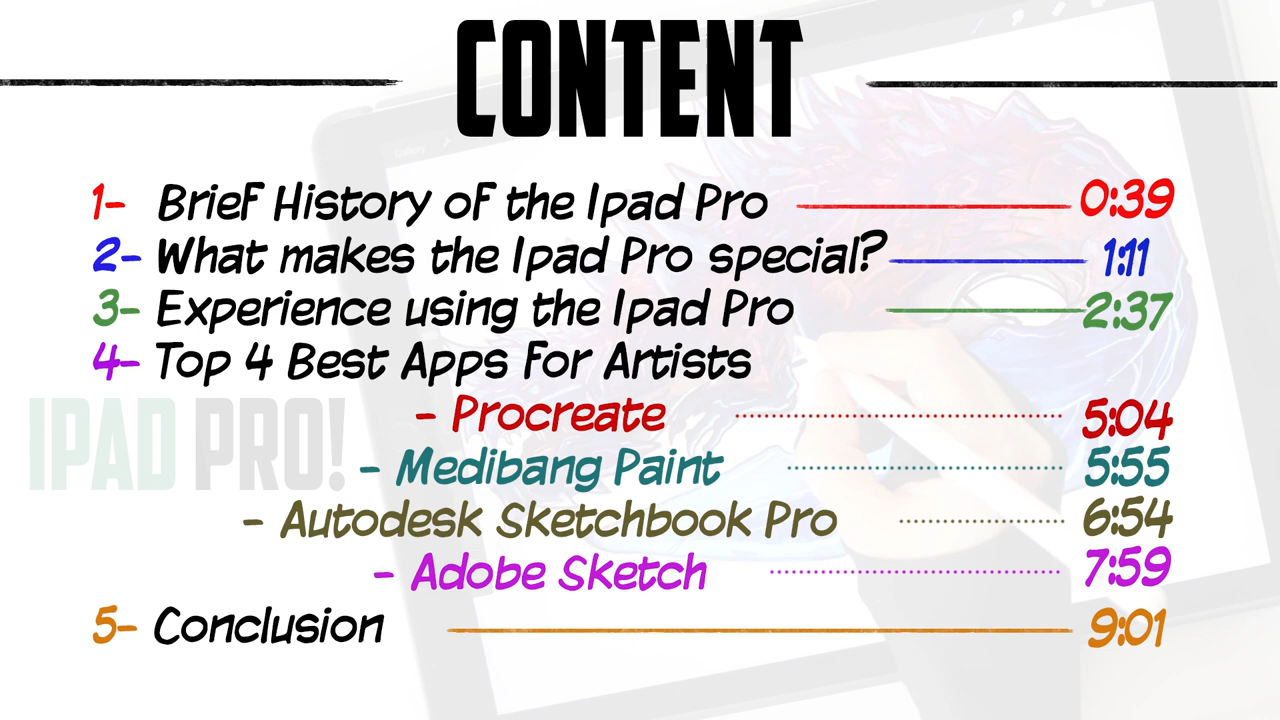 CONTENT
1- Brief History of the Ipad Pro 0:39
2- What makes the Ipad Pro special? 1:11
3- Experience using the Ipad Pro 2:37
4- Top 4 Best Apps For Artists
- Procreate 5:04
IPAD PRO!
- Medibang Paint 5:55
- Autodesk Sketchbook Pro 6:54
- Adobe Sketch 7:59
5- Conclusion 9:01